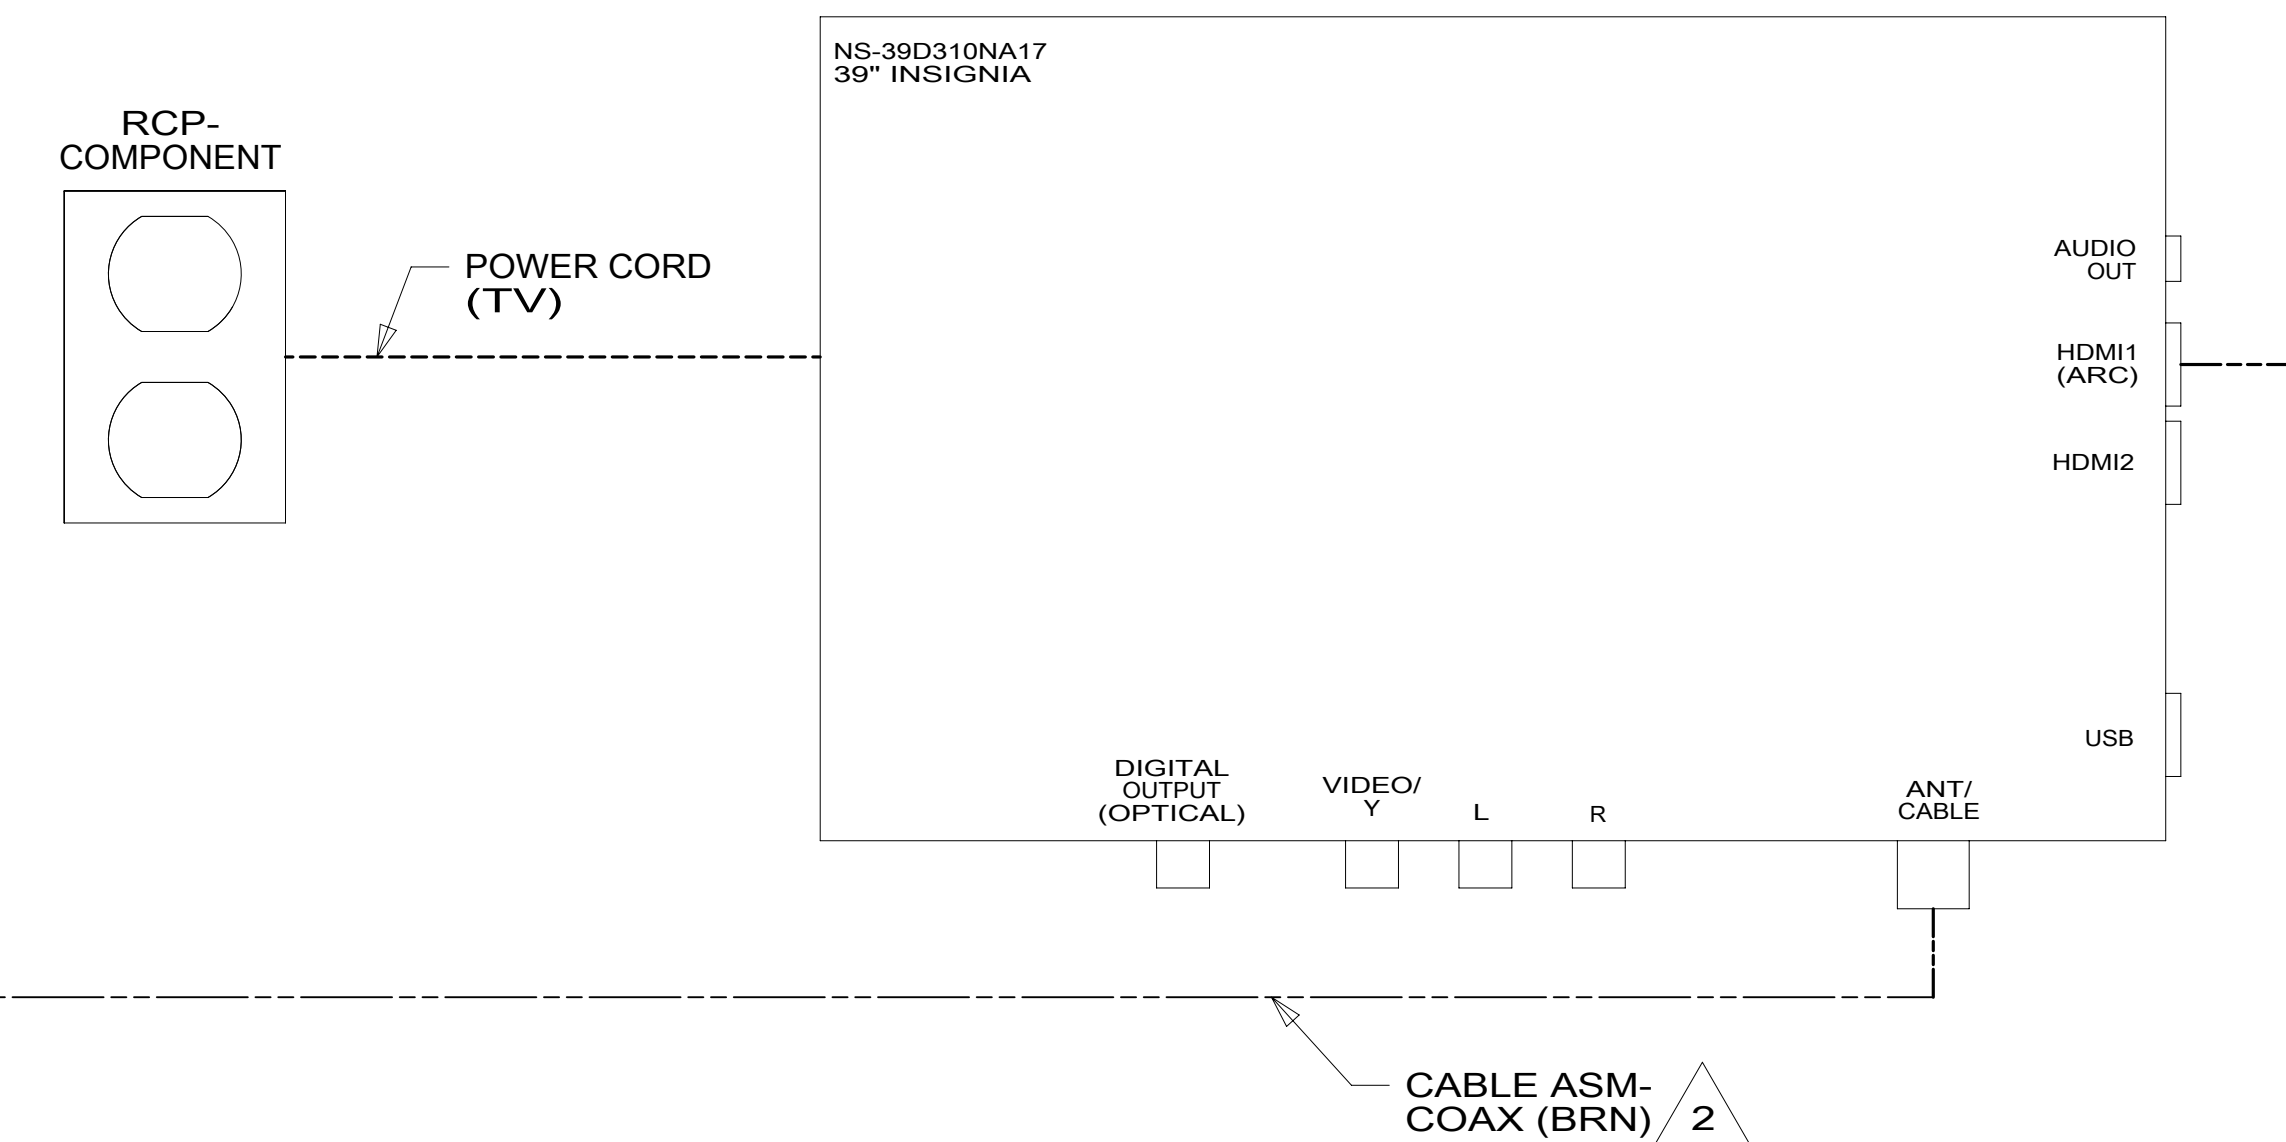 NS-39D310NA17
39" INSIGNIA
RCP-
COMPONENT
POWER CORD
(TV)
AUDIO
OUT
HDMI1
(ARC)
HDMI2
USB
DIGITAL
OUTPUT
(OPTICAL)
VIDEO/
Y
L
R
ANT/
CABLE
CABLE ASM-
COAX (BRN)
2